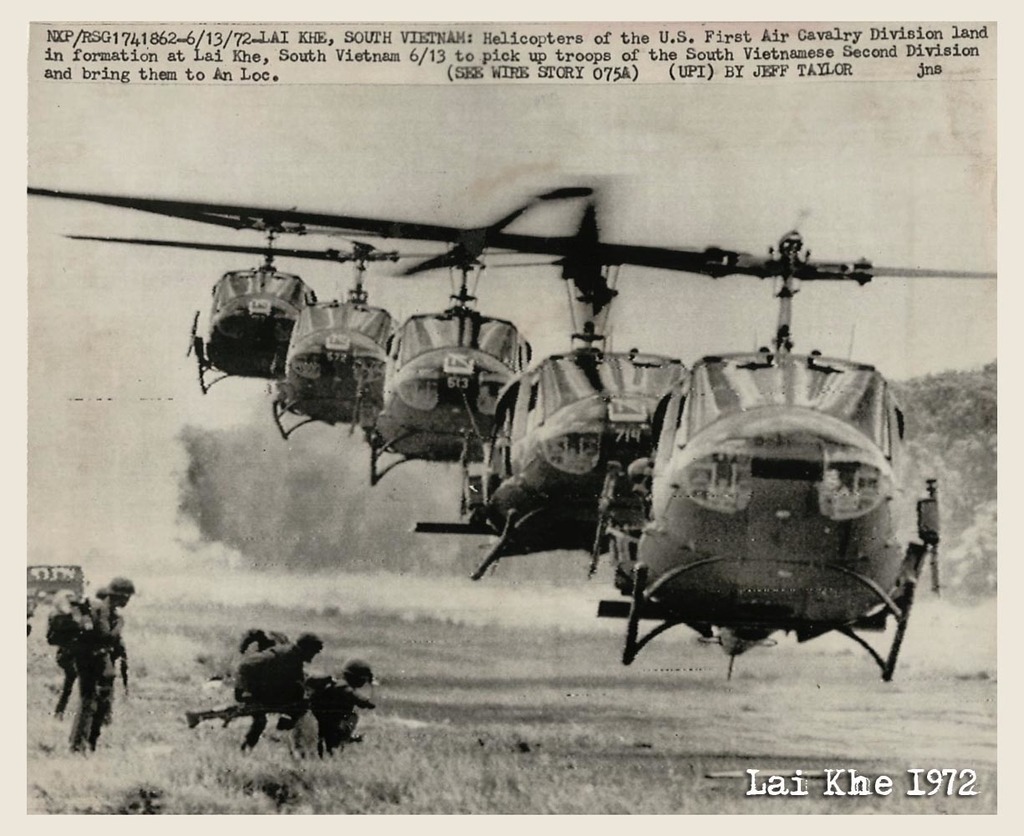 NXP/RSG1741862-6/13/72-LAI KHE, SOUTH VIETNAM: Helicopters of the U.S. First Air Cavalry Division land
in formation at Lai Khe, South Vietnam 6/13 to pick up troops of the South Vietnamese Second Division
and bring them to An Loc. (SEE WIRE STORY 075A) (UPI) BY JEFF TAYLOR jns
572
613
714
Lai Khe 1972